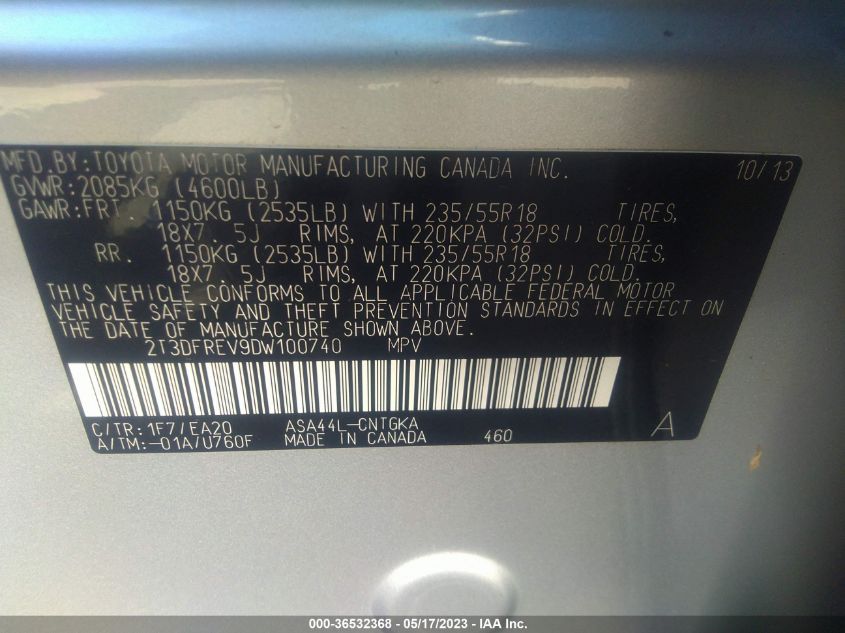 MFD.BY:TOYOTA MOTOR MANUFACTURING CANADA INC. 10/13
GVWR:2085KG (4600LB)
GAWR:FRT. 1150KG (2535LB) WITH 235/55R18 TIRES,
18X7. 5J RIMS, AT 220KPA (32PSI) COLD.
RR. 1150KG (2535LB) WITH 235/55R18 TIRES,
18X7. 5J RIMS, AT 220KPA (32PSI) COLD.
THIS VEHICLE CONFORMS TO ALL APPLICABLE FEDERAL MOTOR
VEHICLE SAFETY AND THEFT PREVENTION STANDARDS IN EFFECT ON
THE DATE OF MANUFACTURE SHOWN ABOVE.
2T3DFREV9DW100740 MPV
C/TR:1F7/EA20 ASA44L-CNTGKA
A/TM:-01A/U760F MADE IN CANADA 460 A
000-36532368 - 05/17/2023 - IAA Inc.